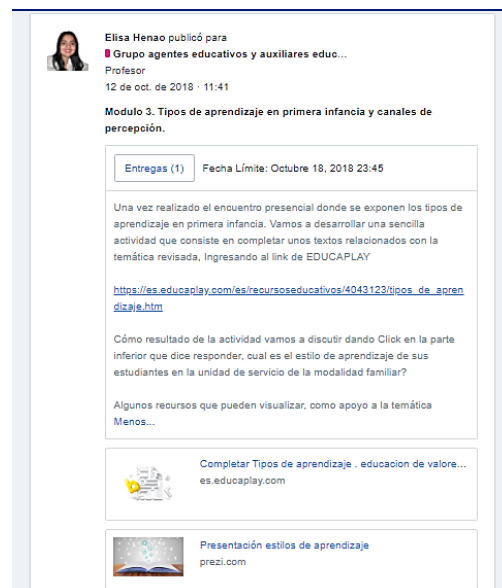 Elisa Henao publicó para
Grupo agentes educativos y auxiliares educ...
Profesor
12 de oct. de 2018 · 11:41
Modulo 3. Tipos de aprendizaje en primera infancia y canales de
percepción.
Entregas (1) Fecha Límite: Octubre 18, 2018 23:45
Una vez realizado el encuentro presencial donde se exponen los tipos de
aprendizaje en primera infancia. Vamos a desarrollar una sencilla
actividad que consiste en completar unos textos relacionados con la
temática revisada, Ingresando al link de EDUCAPLAY
https://es.educaplay.com/es/recursoseducativos/4043123/tipos_de_apren
dizaje.htm
Cómo resultado de la actividad vamos a discutir dando Click en la parte
inferior que dice responder, cual es el estilo de aprendizaje de sus
estudiantes en la unidad de servicio de la modalidad familiar?
Algunos recursos que pueden visualizar, como apoyo a la temática
Menos...
Completar Tipos de aprendizaje . educacion de valore...
es.educaplay.com
Presentación estilos de aprendizaje
prezi.com